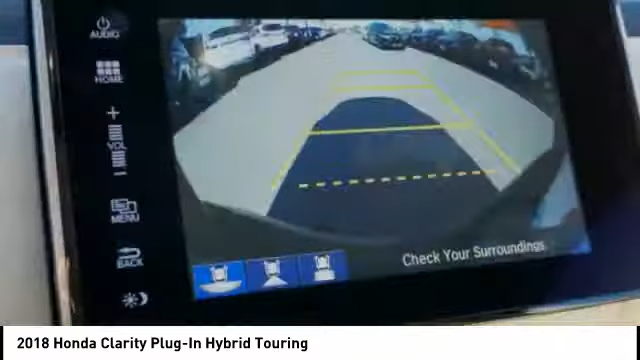 AUDIO
HOME
+
VOL
–
MENU
BACK
Check Your Surroundings
2018 Honda Clarity Plug-In Hybrid Touring